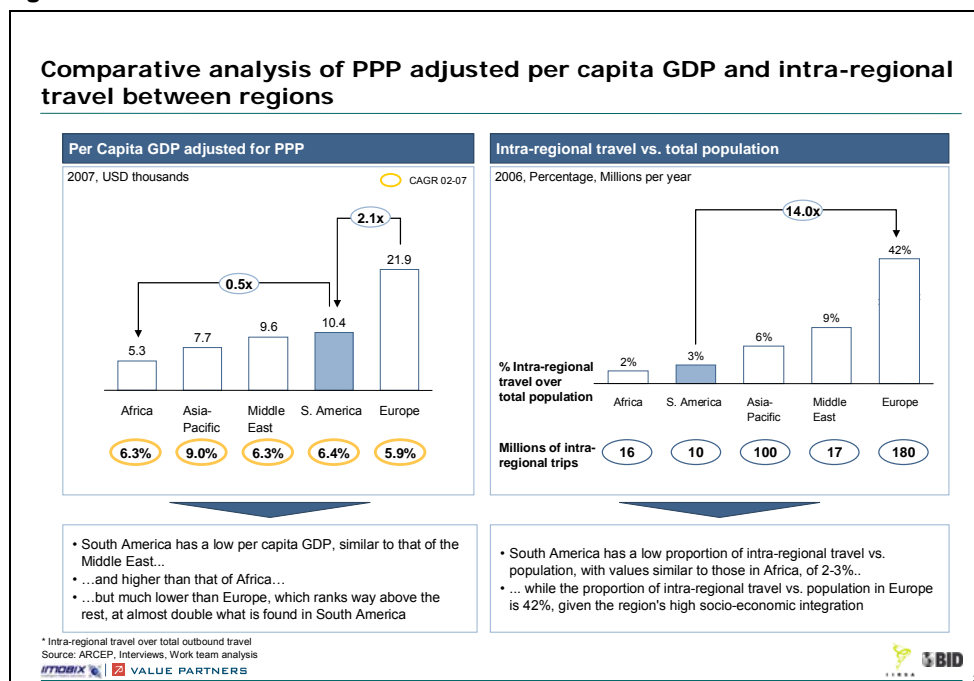 Comparative analysis of PPP adjusted per capita GDP and intra-regional
travel between regions
Per Capita GDP adjusted for PPP
2007, USD thousands
CAGR 02-07
2.1x
0.5x
21.9
10.4
9.6
7.7
5.3
Africa
Asia-
Pacific
Middle
East
S. America
Europe
6.3%
9.0%
6.3%
6.4%
5.9%
Intra-regional travel vs. total population
2006, Percentage, Millions per year
14.0x
42%
9%
6%
3%
2%
% Intra-regional
travel over
total population
Africa
S. America
Asia-
Pacific
Middle
East
Europe
Millions of intra-
regional trips
16
10
100
17
180
• South America has a low per capita GDP, similar to that of the
Middle East...
• …and higher than that of Africa…
• …but much lower than Europe, which ranks way above the
rest, at almost double what is found in South America
• South America has a low proportion of intra-regional travel vs.
population, with values similar to those in Africa, of 2-3%..
• ... while the proportion of intra-regional travel vs. population in Europe
is 42%, given the region's high socio-economic integration
* Intra-regional travel over total outbound travel
Source: ARCEP, Interviews, Work team analysis
imobix
VALUE PARTNERS
IIRSA
BID